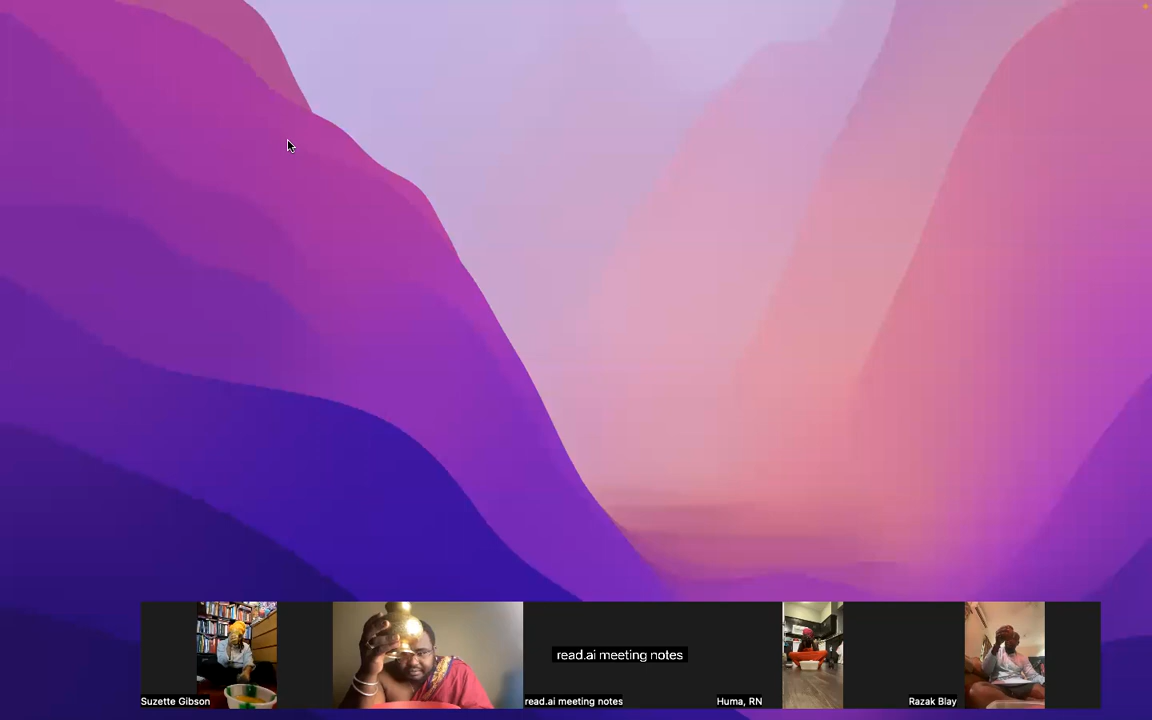 read.ai meeting notes
Suzette Gibson
read.ai meeting notes
Huma, RN
Razak Blay